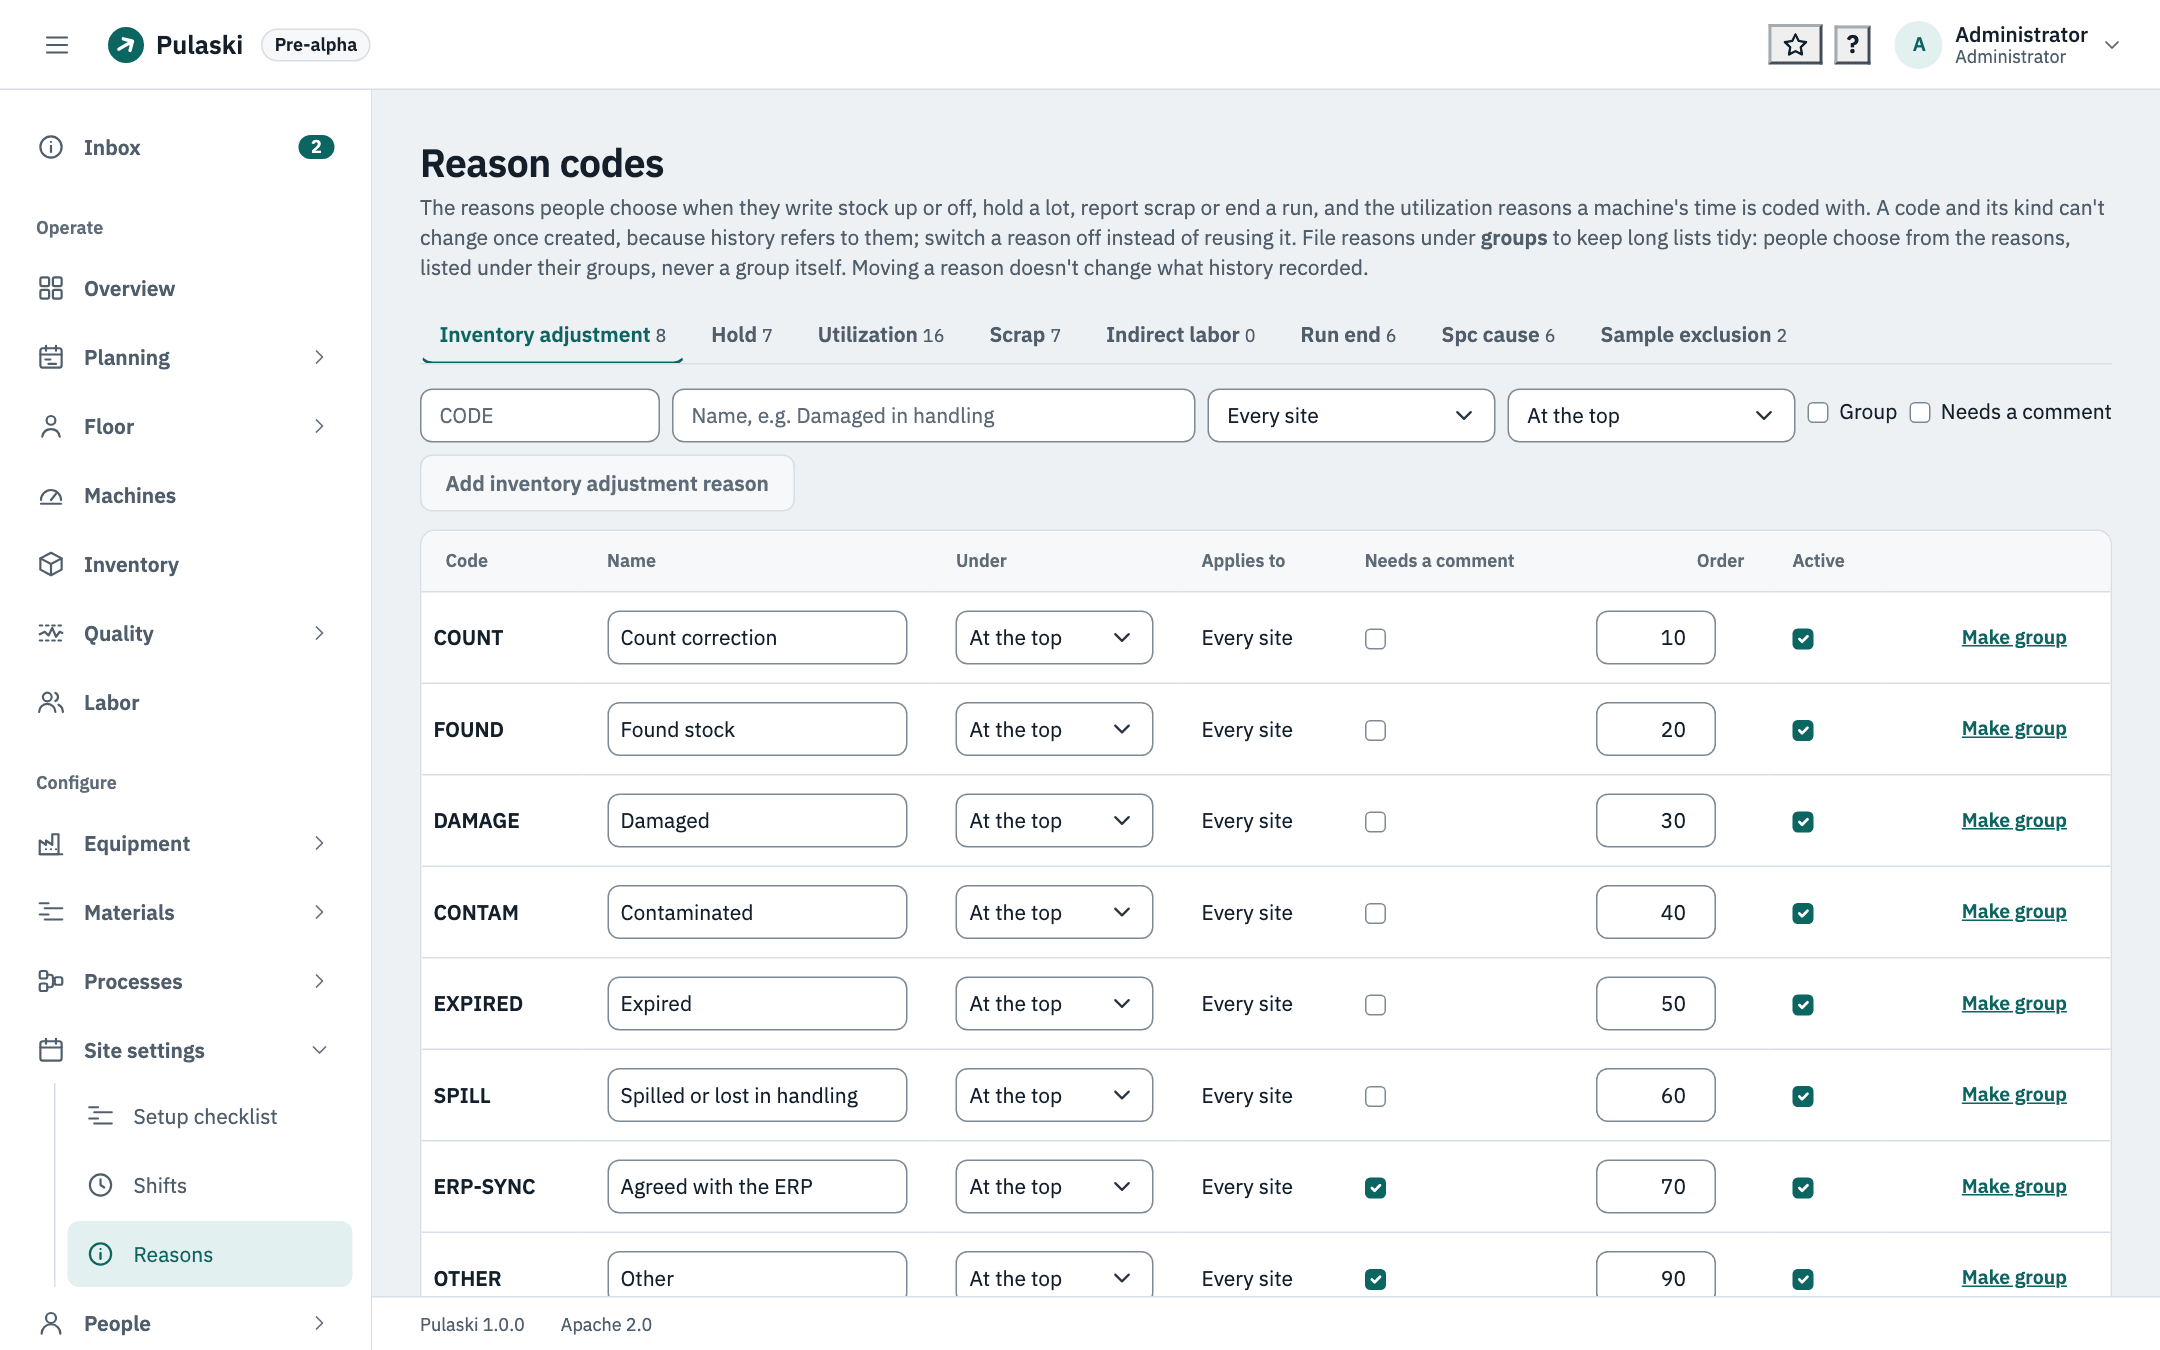 Pulaski Pre-alpha
?
A
Administrator
Administrator
Inbox 2
Operate
Overview
Planning
Floor
Machines
Inventory
Quality
Labor
Configure
Equipment
Materials
Processes
Site settings
Setup checklist
Shifts
Reasons
People
Reason codes
The reasons people choose when they write stock up or off, hold a lot, report scrap or end a run, and the utilization reasons a machine's time is coded with. A code and its kind can't
change once created, because history refers to them; switch a reason off instead of reusing it. File reasons under groups to keep long lists tidy: people choose from the reasons,
listed under their groups, never a group itself. Moving a reason doesn't change what history recorded.
Inventory adjustment 8 Hold 7 Utilization 16 Scrap 7 Indirect labor 0 Run end 6 Spc cause 6 Sample exclusion 2
CODE Name, e.g. Damaged in handling Every site At the top Group Needs a comment
Add inventory adjustment reason
Code Name Under Applies to Needs a comment Order Active
COUNT Count correction At the top Every site 10 Make group
FOUND Found stock At the top Every site 20 Make group
DAMAGE Damaged At the top Every site 30 Make group
CONTAM Contaminated At the top Every site 40 Make group
EXPIRED Expired At the top Every site 50 Make group
SPILL Spilled or lost in handling At the top Every site 60 Make group
ERP-SYNC Agreed with the ERP At the top Every site 70 Make group
OTHER Other At the top Every site 90 Make group
Pulaski 1.0.0 Apache 2.0